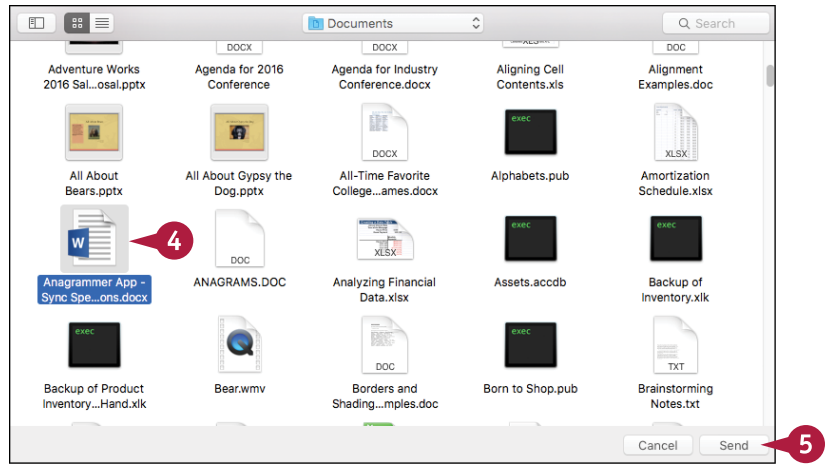 Documents
Search
DOCX
DOCX
XLS
DOC
Adventure Works
2016 Sal...osal.pptx
Agenda for 2016
Conference
Agenda for Industry
Conference.docx
Aligning Cell
Contents.xls
Alignment
Examples.doc
DOCX
exec
XLSX
All About
Bears.pptx
All About Gypsy the
Dog.pptx
All-Time Favorite
College...ames.docx
Alphabets.pub
Amortization
Schedule.xlsx
W
4
DOC
XLSX
exec
exec
Anagrammer App -
Sync Spe...ons.docx
ANAGRAMS.DOC
Analyzing Financial
Data.xlsx
Assets.accdb
Backup of
Inventory.xlk
exec
DOC
exec
TXT
Backup of Product
Inventory...Hand.xlk
Bear.wmv
Borders and
Shading...mples.doc
Born to Shop.pub
Brainstorming
Notes.txt
Cancel
Send
5